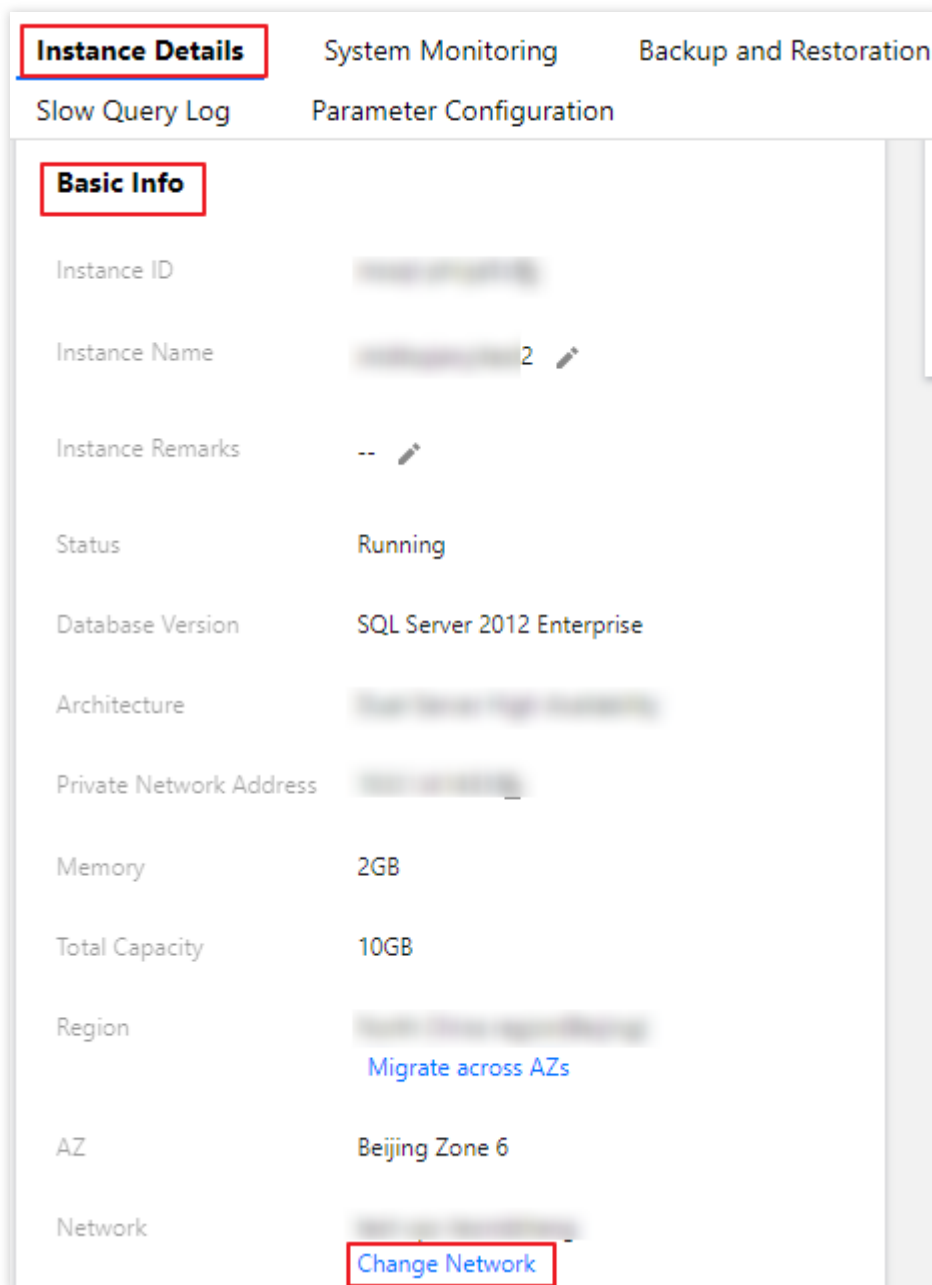 Instance Details System Monitoring Backup and Restoration
Slow Query Log Parameter Configuration
Basic Info
Instance ID
Instance Name 2
Instance Remarks --
Status Running
Database Version SQL Server 2012 Enterprise
Architecture
Private Network Address
Memory 2GB
Total Capacity 10GB
Region
Migrate across AZs
AZ Beijing Zone 6
Network
Change Network